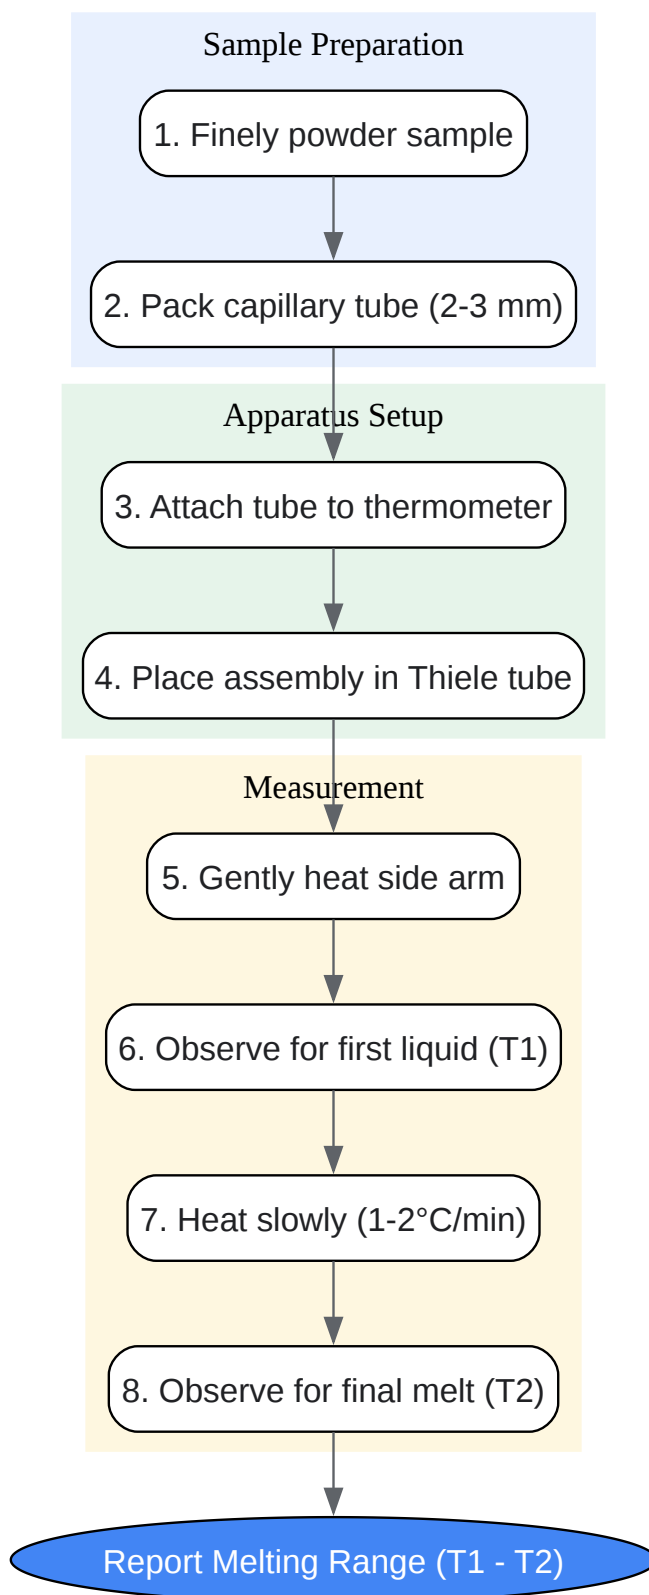 Sample Preparation
1. Finely powder sample
2. Pack capillary tube (2-3 mm)
Apparatus Setup
3. Attach tube to thermometer
4. Place assembly in Thiele tube
Measurement
5. Gently heat side arm
6. Observe for first liquid (T1)
7. Heat slowly (1-2°C/min)
8. Observe for final melt (T2)
Report Melting Range (T1 - T2)